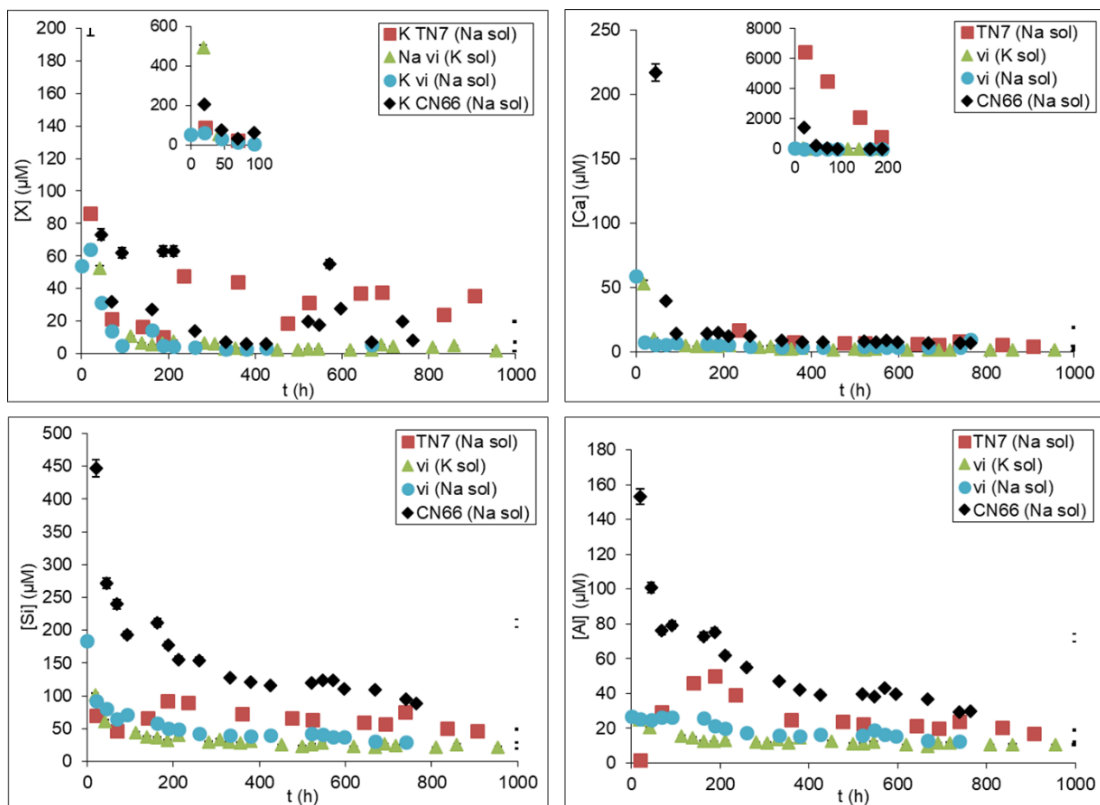 200
180
160
140
120
100
80
60
40
20
0
[X] (µM)
0 200 400 600 800 1000
t (h)
600
400
200
0
0 50 100
K TN7 (Na sol)
Na vi (K sol)
K vi (Na sol)
K CN66 (Na sol)
250
200
150
100
50
0
[Ca] (µM)
0 200 400 600 800 1000
t (h)
8000
6000
4000
2000
0
0 100 200
TN7 (Na sol)
vi (K sol)
vi (Na sol)
CN66 (Na sol)
500
450
400
350
300
250
200
150
100
50
0
[Si] (µM)
0 200 400 600 800 1000
t (h)
TN7 (Na sol)
vi (K sol)
vi (Na sol)
CN66 (Na sol)
180
160
140
120
100
80
60
40
20
0
[Al] (µM)
0 200 400 600 800 1000
t (h)
TN7 (Na sol)
vi (K sol)
vi (Na sol)
CN66 (Na sol)